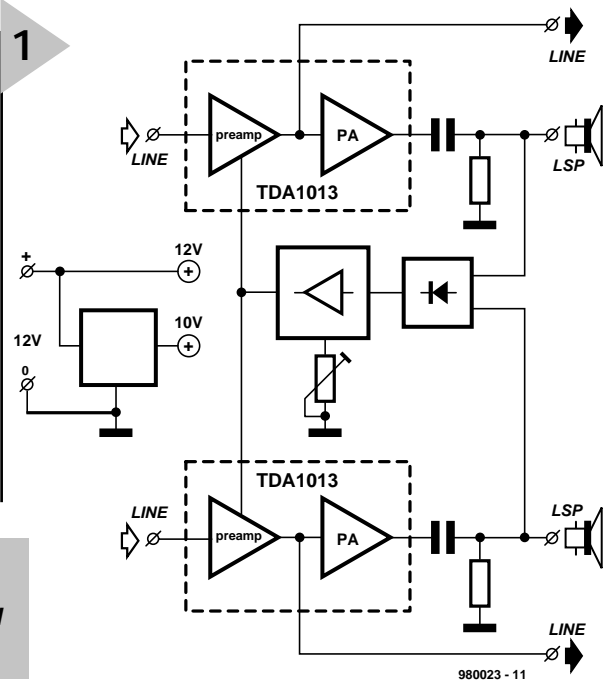 1
LINE
preamp
PA
LINE
LSP
TDA1013
+
12V
+
12V
10V
+
0
TDA1013
LINE
LSP
preamp
PA
LINE
980023 - 11